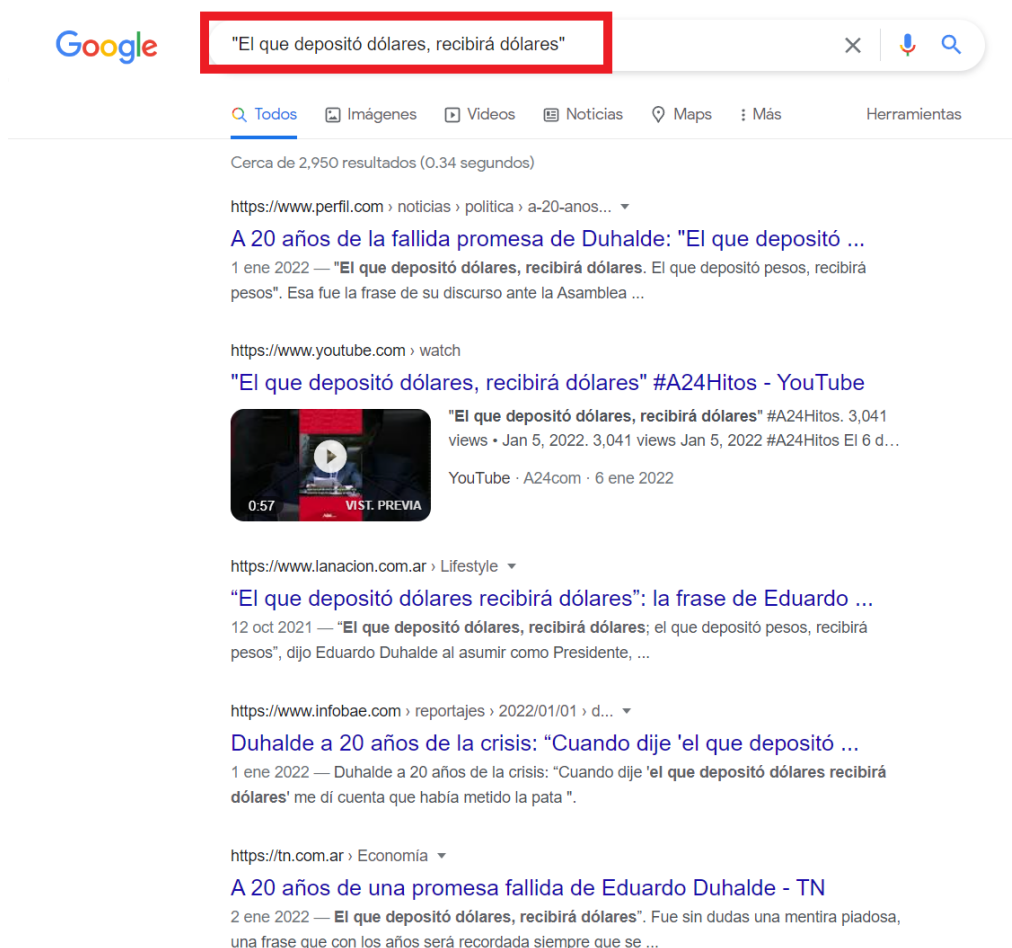 Google
"El que depositó dólares, recibirá dólares"
Todos Imágenes Videos Noticias Maps Más Herramientas
Cerca de 2,950 resultados (0.34 segundos)
https://www.perfil.com › noticias › politica › a-20-anos...
A 20 años de la fallida promesa de Duhalde: "El que depositó ...
1 ene 2022 — "El que depositó dólares, recibirá dólares. El que depositó pesos, recibirá
pesos". Esa fue la frase de su discurso ante la Asamblea ...
https://www.youtube.com › watch
"El que depositó dólares, recibirá dólares" #A24Hitos - YouTube
"El que depositó dólares, recibirá dólares" #A24Hitos. 3,041
views • Jan 5, 2022. 3,041 views Jan 5, 2022 #A24Hitos El 6 d…
YouTube · A24com · 6 ene 2022
0:57 VIST. PREVIA
https://www.lanacion.com.ar › Lifestyle
“El que depositó dólares recibirá dólares”: la frase de Eduardo ...
12 oct 2021 — “El que depositó dólares, recibirá dólares; el que depositó pesos, recibirá
pesos”, dijo Eduardo Duhalde al asumir como Presidente, ...
https://www.infobae.com › reportajes › 2022/01/01 › d...
Duhalde a 20 años de la crisis: “Cuando dije 'el que depositó ...
1 ene 2022 — Duhalde a 20 años de la crisis: “Cuando dije 'el que depositó dólares recibirá
dólares' me dí cuenta que había metido la pata ".
https://tn.com.ar › Economía
A 20 años de una promesa fallida de Eduardo Duhalde - TN
2 ene 2022 — El que depositó dólares, recibirá dólares”. Fue sin dudas una mentira piadosa,
una frase que con los años será recordada siempre que se ...